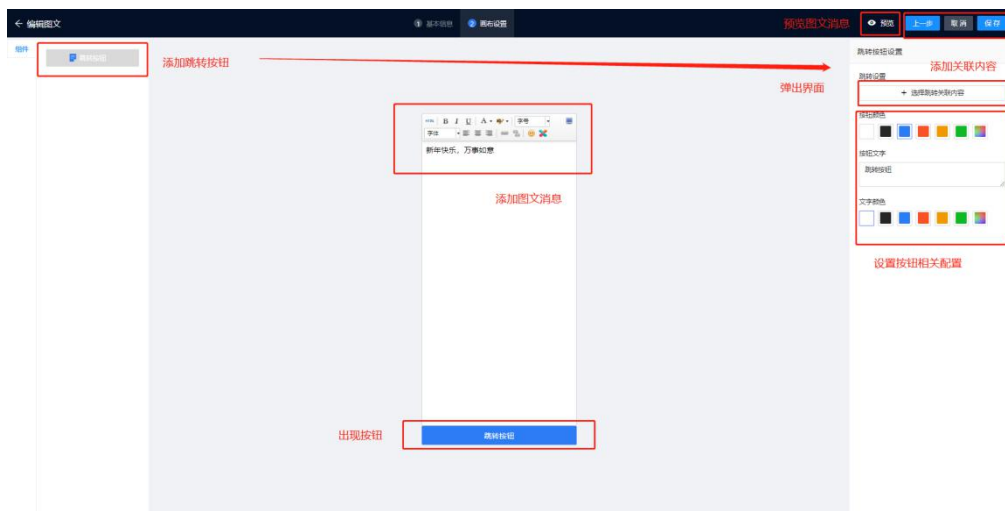 ← 编辑图文
1 基本信息
2 画布设置
预览图文消息
预览
上一步
取消
保存
组件
跳转按钮
添加跳转按钮
弹出界面
跳转按钮设置
添加关联内容
跳转设置
+ 选择跳转关联内容
按钮颜色
按钮文字
跳转按钮
文字颜色
设置按钮相关配置
HTML B I U A 字号
字体
新年快乐，万事如意
添加图文消息
出现按钮
跳转按钮